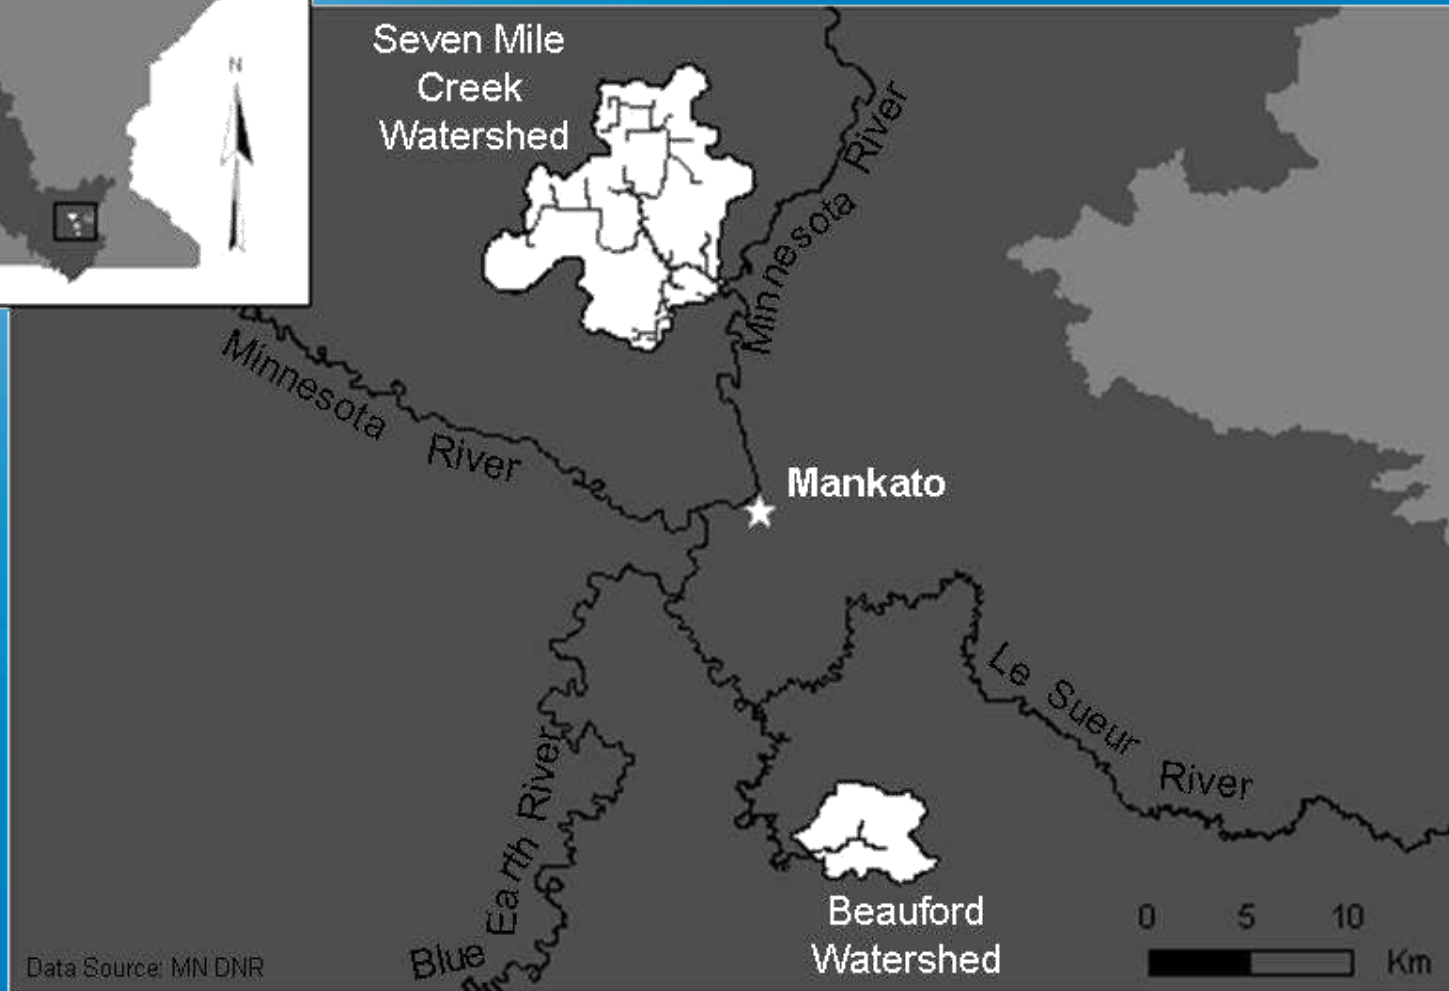 N
Seven Mile
Creek
Watershed
Minnesota River
Minnesota River
Mankato
Le Sueur River
Blue Earth River
Beauford
Watershed
0 5 10
Km
Data Source: MN DNR